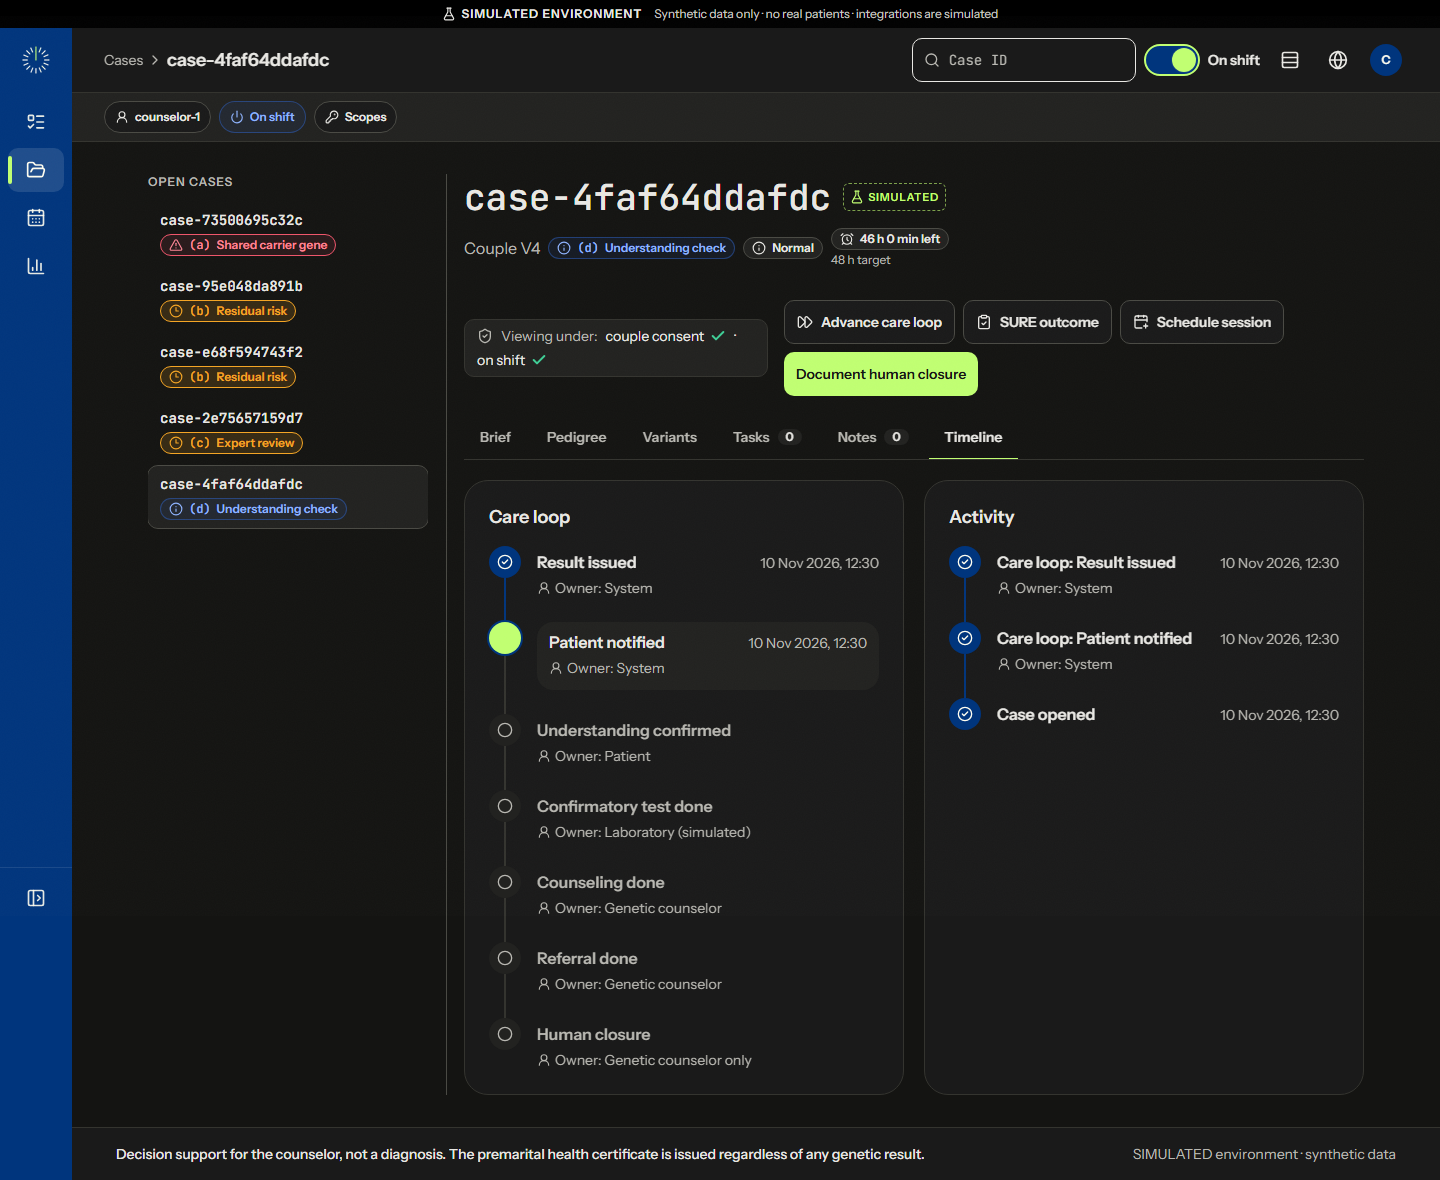 SIMULATED ENVIRONMENT Synthetic data only · no real patients · integrations are simulated
Cases > case-4faf64ddafdc
Case ID
On shift
C
counselor-1
On shift
Scopes
OPEN CASES
case-73500695c32c
(a) Shared carrier gene
case-95e048da891b
(b) Residual risk
case-e68f594743f2
(b) Residual risk
case-2e75657159d7
(c) Expert review
case-4faf64ddafdc
(d) Understanding check
case-4faf64ddafdc SIMULATED
Couple V4 (d) Understanding check Normal 46 h 0 min left
48 h target
Viewing under: couple consent ✓ ·
on shift ✓
Advance care loop
SURE outcome
Schedule session
Document human closure
Brief Pedigree Variants Tasks 0 Notes 0 Timeline
Care loop
Result issued 10 Nov 2026, 12:30
Owner: System
Patient notified 10 Nov 2026, 12:30
Owner: System
Understanding confirmed
Owner: Patient
Confirmatory test done
Owner: Laboratory (simulated)
Counseling done
Owner: Genetic counselor
Referral done
Owner: Genetic counselor
Human closure
Owner: Genetic counselor only
Activity
Care loop: Result issued 10 Nov 2026, 12:30
Owner: System
Care loop: Patient notified 10 Nov 2026, 12:30
Owner: System
Case opened 10 Nov 2026, 12:30
Decision support for the counselor, not a diagnosis. The premarital health certificate is issued regardless of any genetic result.
SIMULATED environment · synthetic data